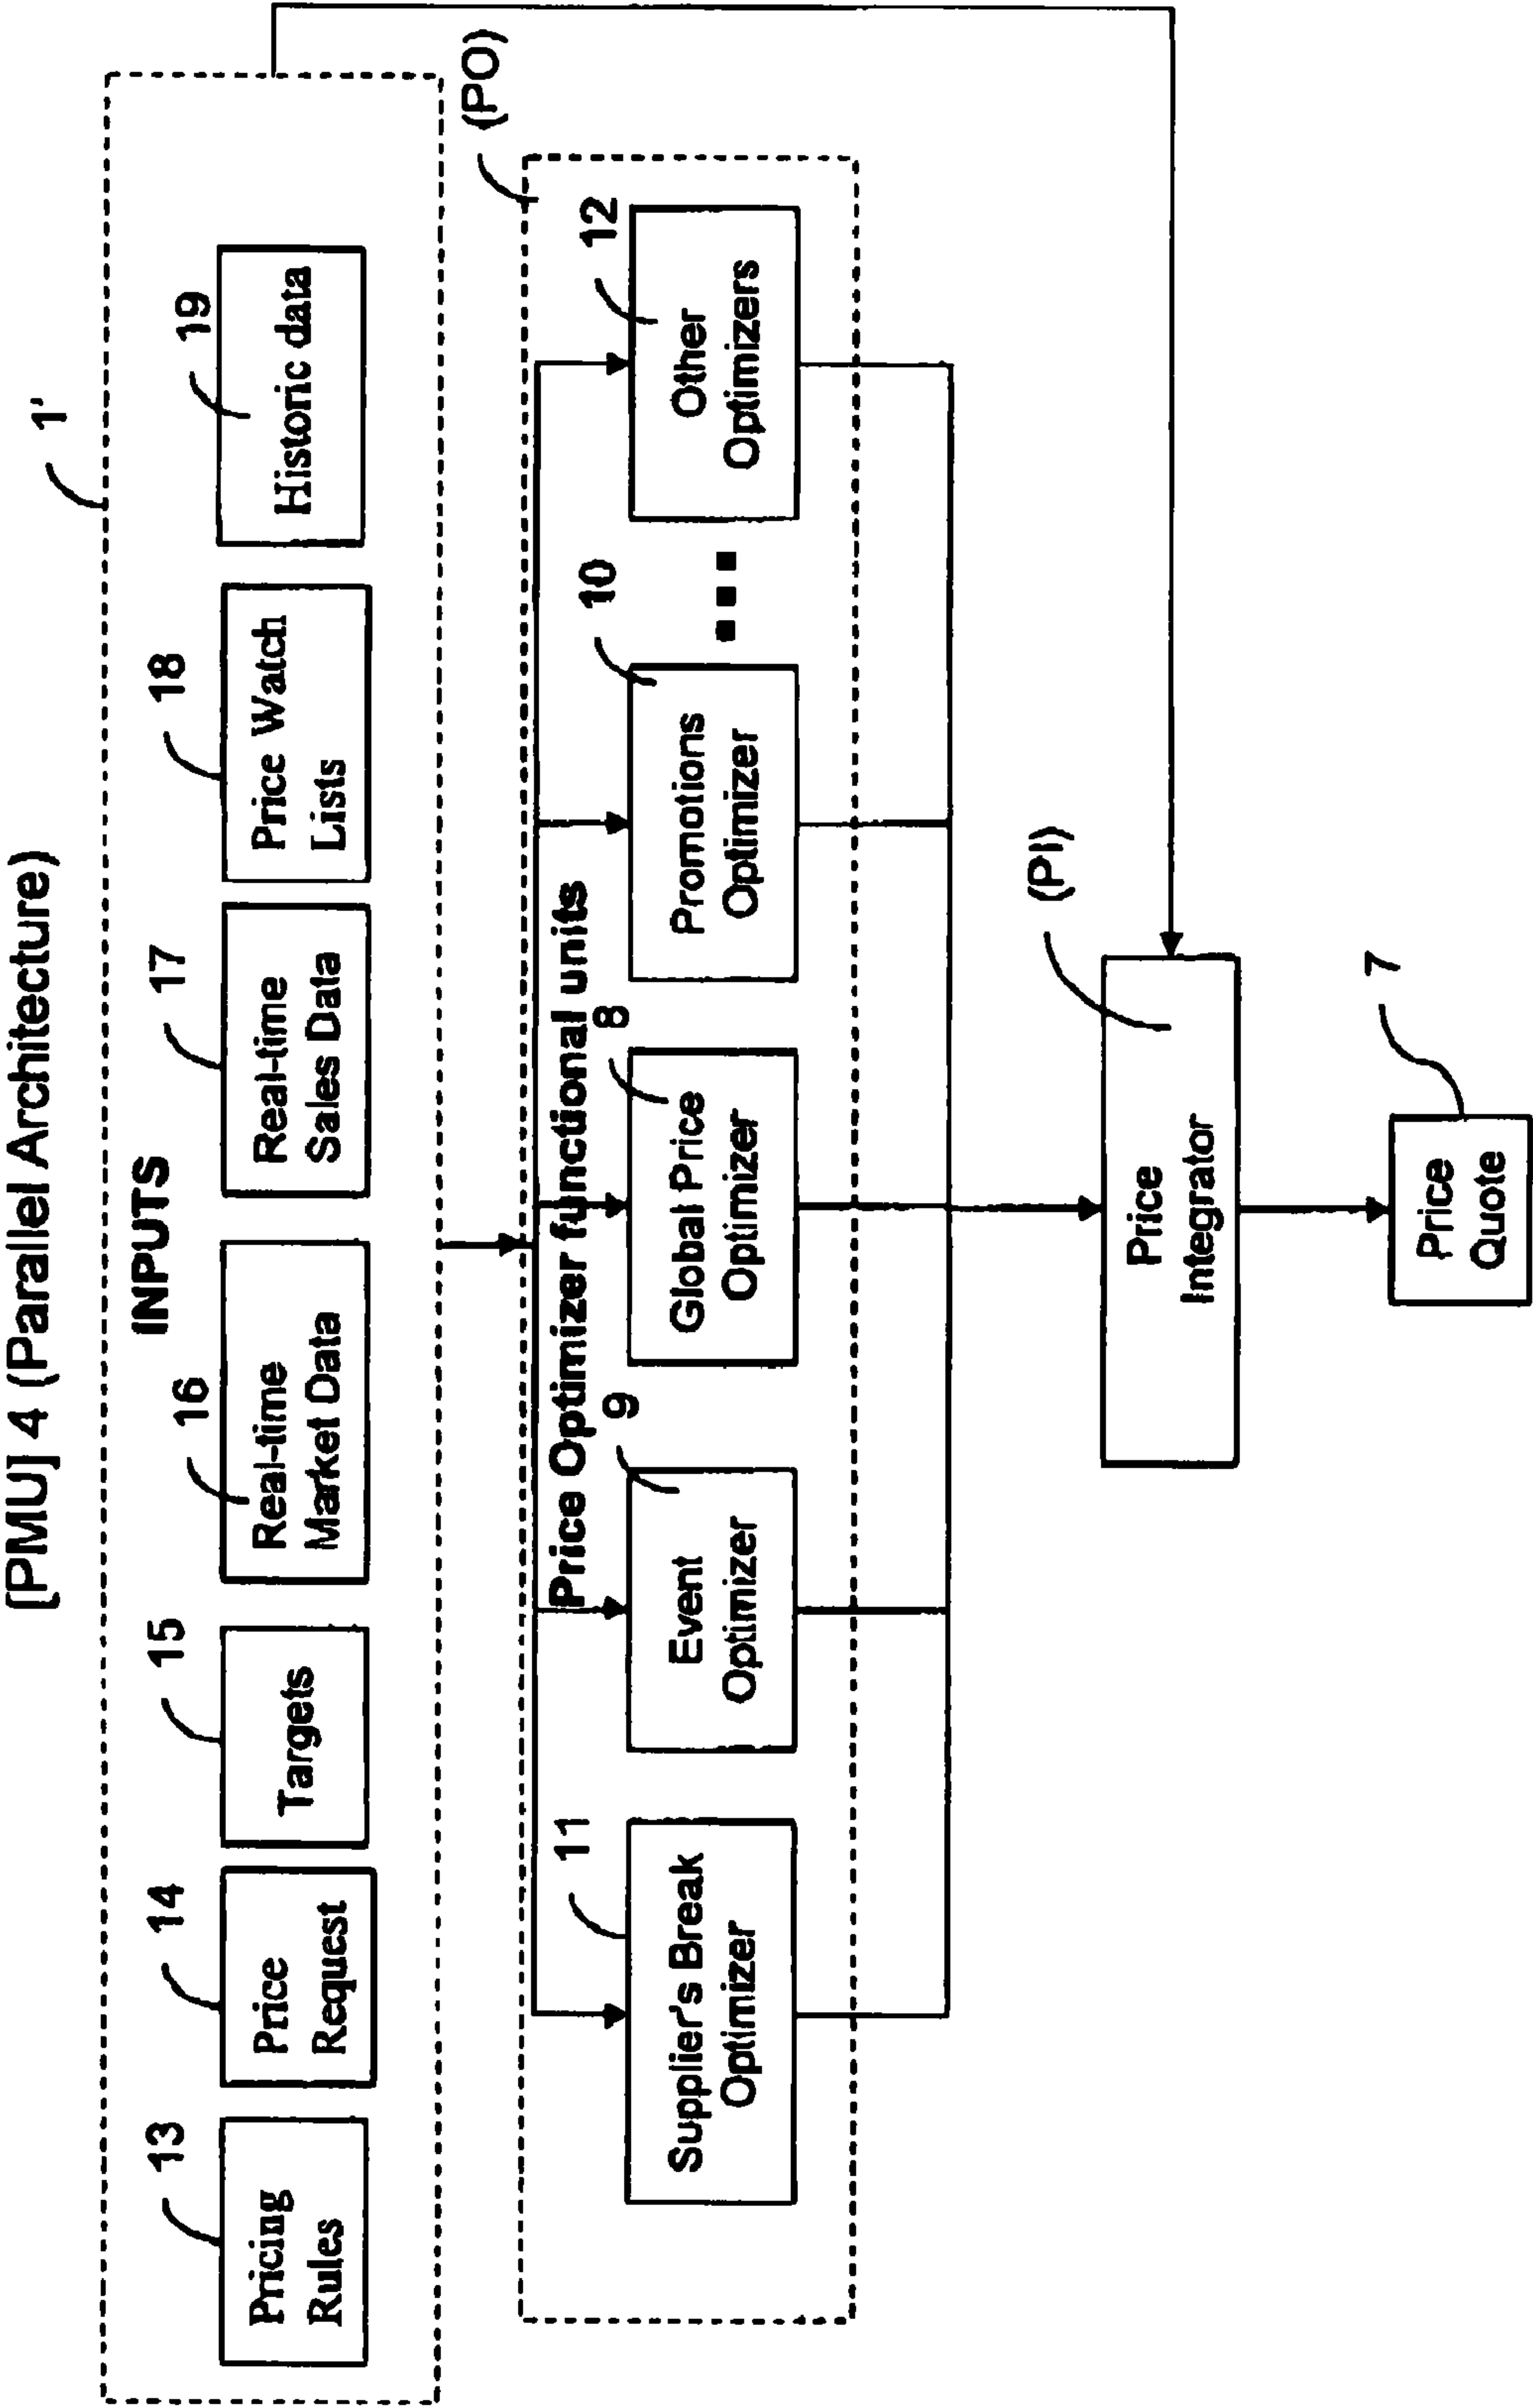 [PMU] 4 (Parallel Architecture)
1'
INPUTS
13
Pricing
Rules
14
Price
Request
15
Targets
16
Real-time
Market Data
17
Real-time
Sales Data
18
Price Watch
Lists
19
Historic data
(PO)
Price Optimizer functional units
11
Supplier's Break
Optimizer
9
Event
Optimizer
8
Global Price
Optimizer
10
Promotions
Optimizer
12
Other
Optimizers
(PI)
Price
Integrator
7
Price
Quote